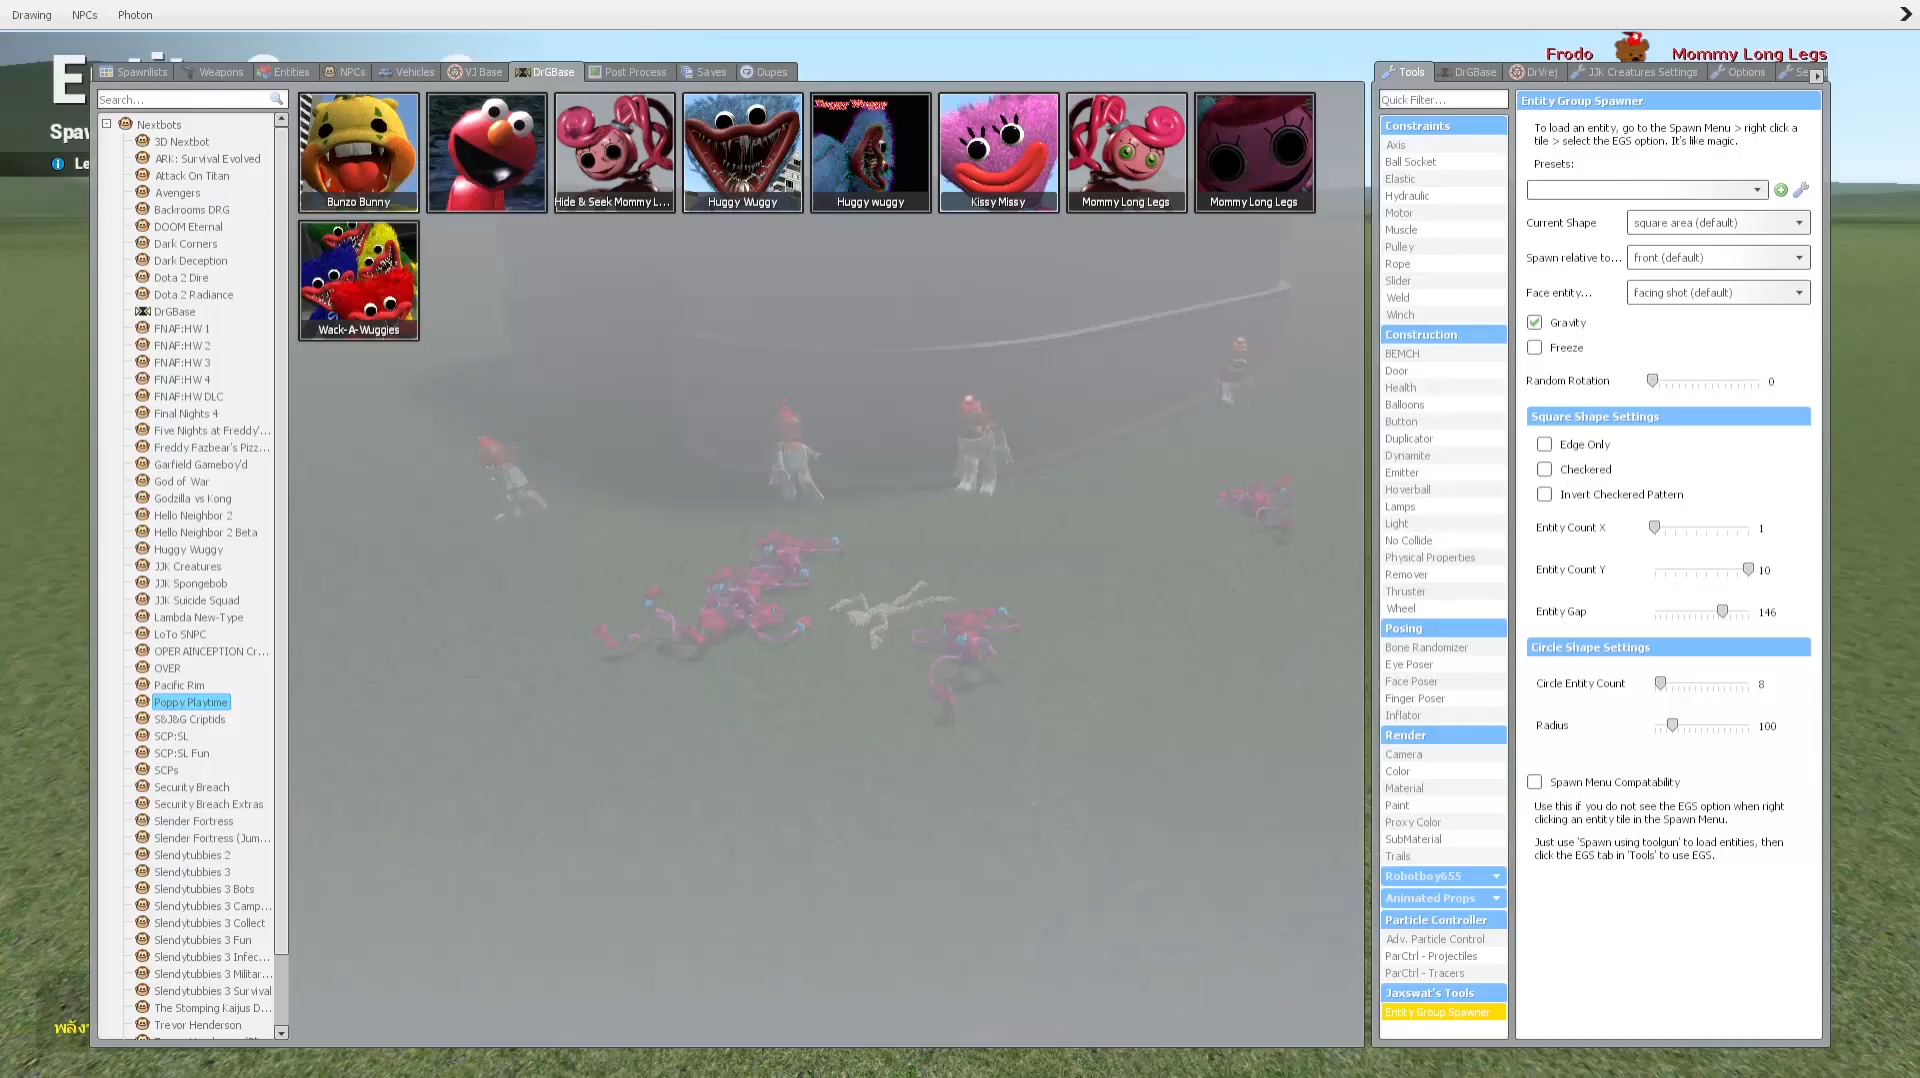 Drawing NPCs Photon
Frodo Mommy Long Legs
Spawnlists Weapons Entities NPCs Vehicles VJ Base DrGBase Post Process Saves Dupes
Search...
Nextbots
3D Nextbot
ARK: Survival Evolved
Attack On Titan
Avengers
Backrooms DRG
DOOM Eternal
Dark Corners
Dark Deception
Dota 2 Dire
Dota 2 Radiance
DrGBase
FNAF:HW 1
FNAF:HW 2
FNAF:HW 3
FNAF:HW 4
FNAF:HW DLC
Final Nights 4
Five Nights at Freddy'...
Freddy Fazbear's Pizz...
Garfield Gameboy'd
God of War
Godzilla vs Kong
Hello Neighbor 2
Hello Neighbor 2 Beta
Huggy Wuggy
JJK Creatures
JJK Spongebob
JJK Suicide Squad
Lambda New-Type
LoTo SNPC
OPERAINCEPTION Cr...
OVER
Pacific Rim
Poppy Playtime
S&J&G Criptids
SCP:SL
SCP:SL Fun
SCPs
Security Breach
Security Breach Extras
Slender Fortress
Slender Fortress (Jum...
Slendytubbies 2
Slendytubbies 3
Slendytubbies 3 Bots
Slendytubbies 3 Camp...
Slendytubbies 3 Collect
Slendytubbies 3 Fun
Slendytubbies 3 Infec...
Slendytubbies 3 Militar...
Slendytubbies 3 Survival
The Stomping Kaijus D...
Trevor Henderson
Bunzo Bunny
Hide & Seek Mommy L...
Huggy Wuggy
Huggy wuggy
Kissy Missy
Mommy Long Legs
Mommy Long Legs
Wack-A-Wuggies
Tools DrGBase DrVrej JJK Creatures Settings Options
Quick Filter...
Constraints
Axis
Ball Socket
Elastic
Hydraulic
Motor
Muscle
Pulley
Rope
Slider
Weld
Winch
Construction
BEMCH
Door
Health
Balloons
Button
Duplicator
Dynamite
Emitter
Hoverball
Lamps
Light
No Collide
Physical Properties
Remover
Thruster
Wheel
Posing
Bone Randomizer
Eye Poser
Face Poser
Finger Poser
Inflator
Render
Camera
Color
Material
Paint
Proxy Color
SubMaterial
Trails
Robotboy655
Animated Props
Particle Controller
Adv. Particle Control
ParCtrl - Projectiles
ParCtrl - Tracers
Jaxswat's Tools
Entity Group Spawner
Entity Group Spawner
To load an entity, go to the Spawn Menu > right click a
tile > select the EGS option. It's like magic.
Presets:
Current Shape square area (default)
Spawn relative to... front (default)
Face entity... facing shot (default)
Gravity
Freeze
Random Rotation 0
Square Shape Settings
Edge Only
Checkered
Invert Checkered Pattern
Entity Count X 1
Entity Count Y 10
Entity Gap 146
Circle Shape Settings
Circle Entity Count 8
Radius 100
Spawn Menu Compatability
Use this if you do not see the EGS option when right
clicking an entity tile in the Spawn Menu.
Just use 'Spawn using toolgun' to load entities, then
click the EGS tab in 'Tools' to use EGS.